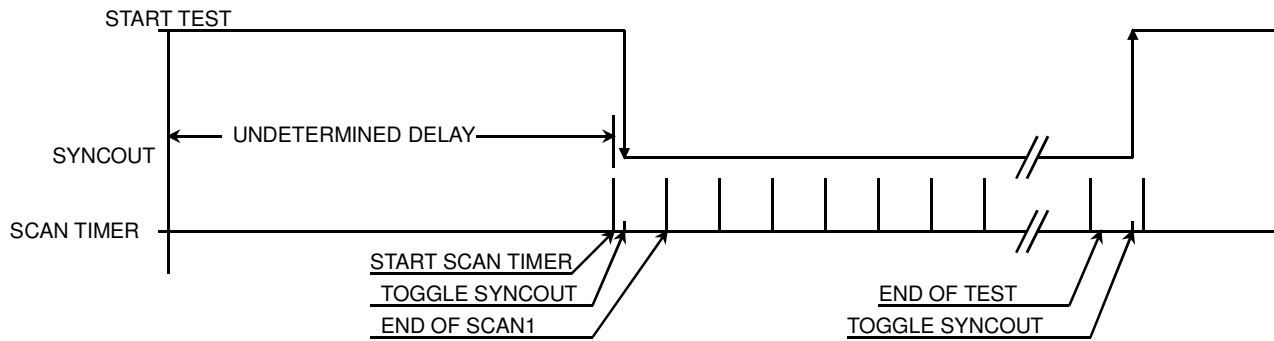 START TEST
UNDETERMINED DELAY
SYNCOUT
SCAN TIMER
START SCAN TIMER
TOGGLE SYNCOUT
END OF SCAN1
END OF TEST
TOGGLE SYNCOUT